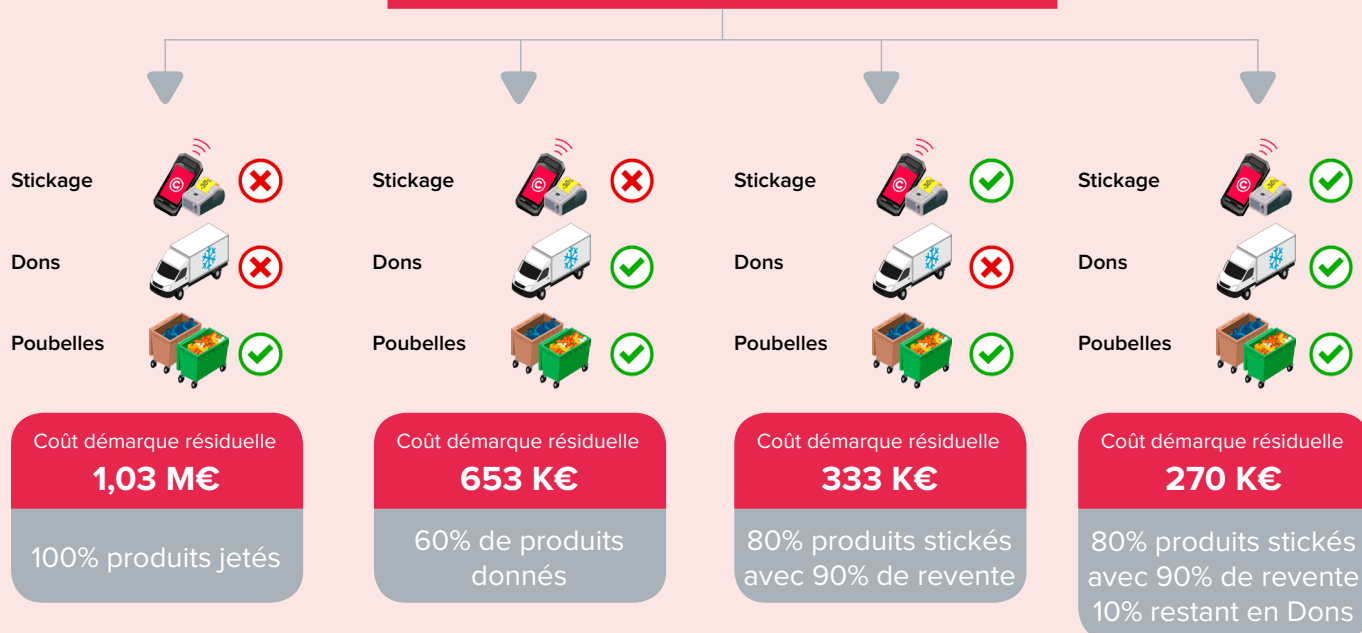 Stickage
Dons
Poubelles
Coût démarque résiduelle
1,03 M€
100% produits jetés
Stickage
Dons
Poubelles
Coût démarque résiduelle
653 K€
60% de produits
donnés
Stickage
Dons
Poubelles
Coût démarque résiduelle
333 K€
80% produits stickés
avec 90% de revente
Stickage
Dons
Poubelles
Coût démarque résiduelle
270 K€
80% produits stickés
avec 90% de revente
10% restant en Dons